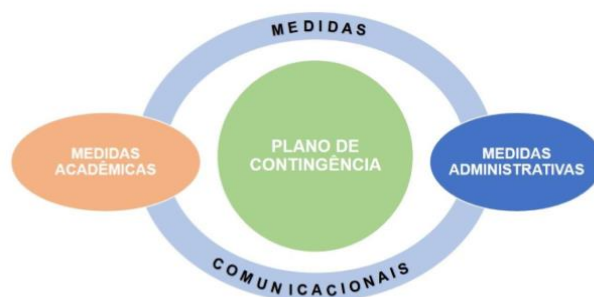 MEDIDAS
PLANO DE
CONTINGÊNCIA
MEDIDAS
ACADÊMICAS
MEDIDAS
ADMINISTRATIVAS
COMUNICACIONAIS